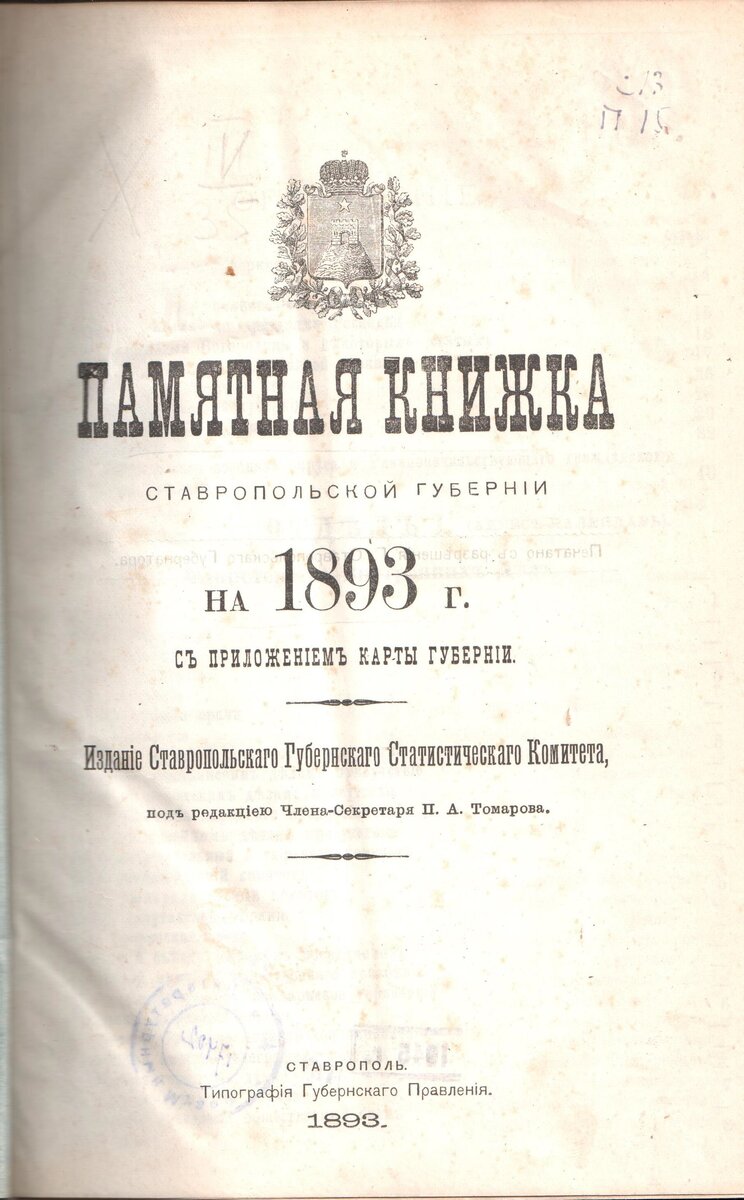 П 15.
ПАМЯТНАЯ КНИЖКА
СТАВРОПОЛЬСКОЙ ГУБЕРНІИ
НА 1893 Г.
СЪ ПРИЛОЖЕНІЕМЪ КАРТЫ ГУБЕРНІИ.
Изданіе Ставропольскаго Губернскаго Статистическаго Комитета,
подъ редакціею Члена-Секретаря П. А. Томарова.
СТАВРОПОЛЬ.
Типографія Губернскаго Правленія.
1893.